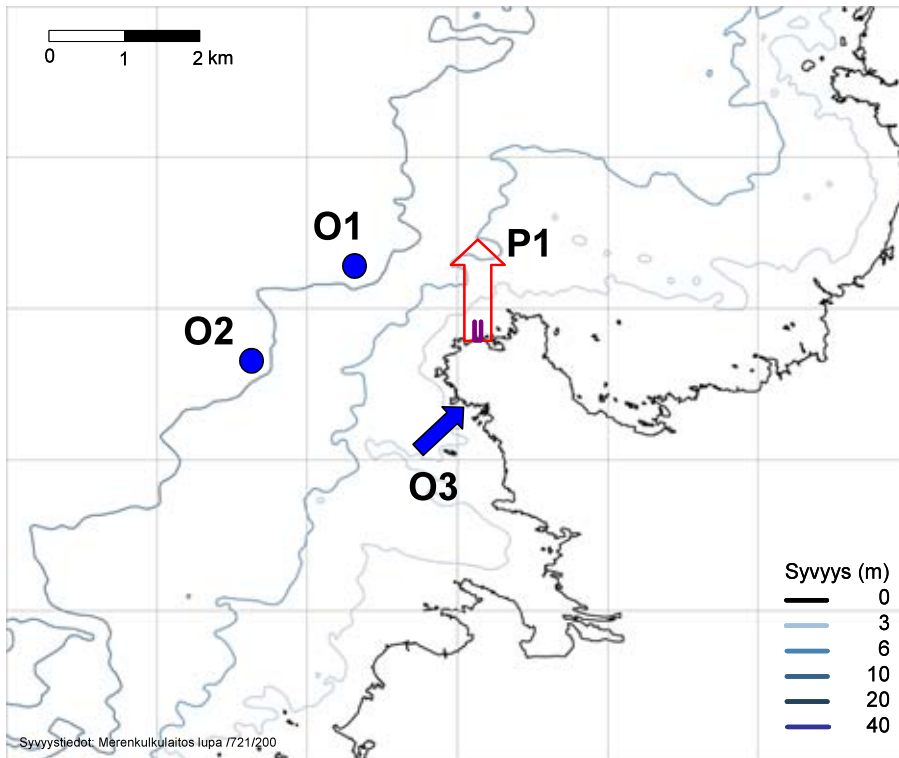 0 1 2 km
O1
P1
O2
O3
Syvyys (m)
0
3
6
10
20
40
Syvyystiedot: Merenkulkulaitos lupa /721/200